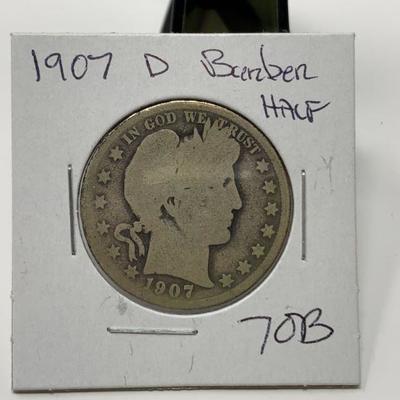 1907 D Barber
HALF
IN GOD WE TRUST
1907
70B